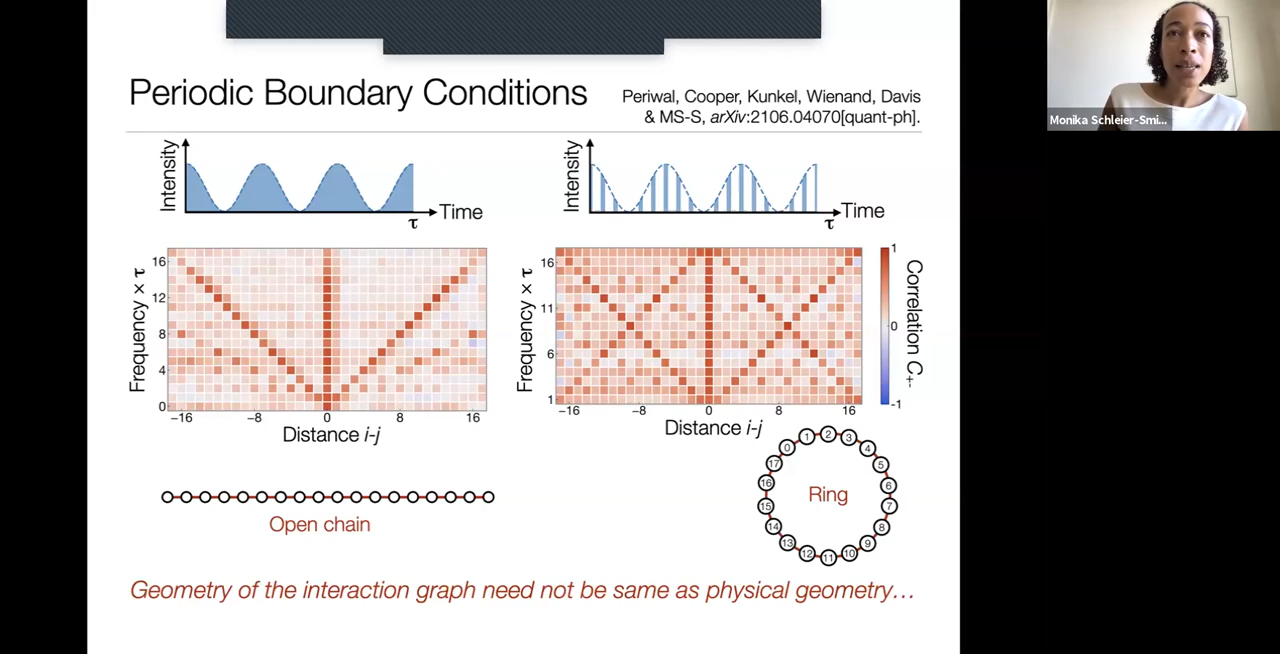 Periodic Boundary Conditions
Periwal, Cooper, Kunkel, Wienand, Davis
& MS-S, arXiv:2106.04070[quant-ph].
Monika Schleier-Smi...
Intensity
Time
τ
Intensity
Time
τ
Frequency × τ
16
12
8
4
0
-16
-8
0
8
16
Distance i-j
Frequency × τ
16
11
6
1
-16
-8
0
8
16
Distance i-j
1
0
-1
Correlation C+-
Open chain
0
1
2
3
4
5
6
7
8
9
10
11
12
13
14
15
16
17
Ring
Geometry of the interaction graph need not be same as physical geometry…